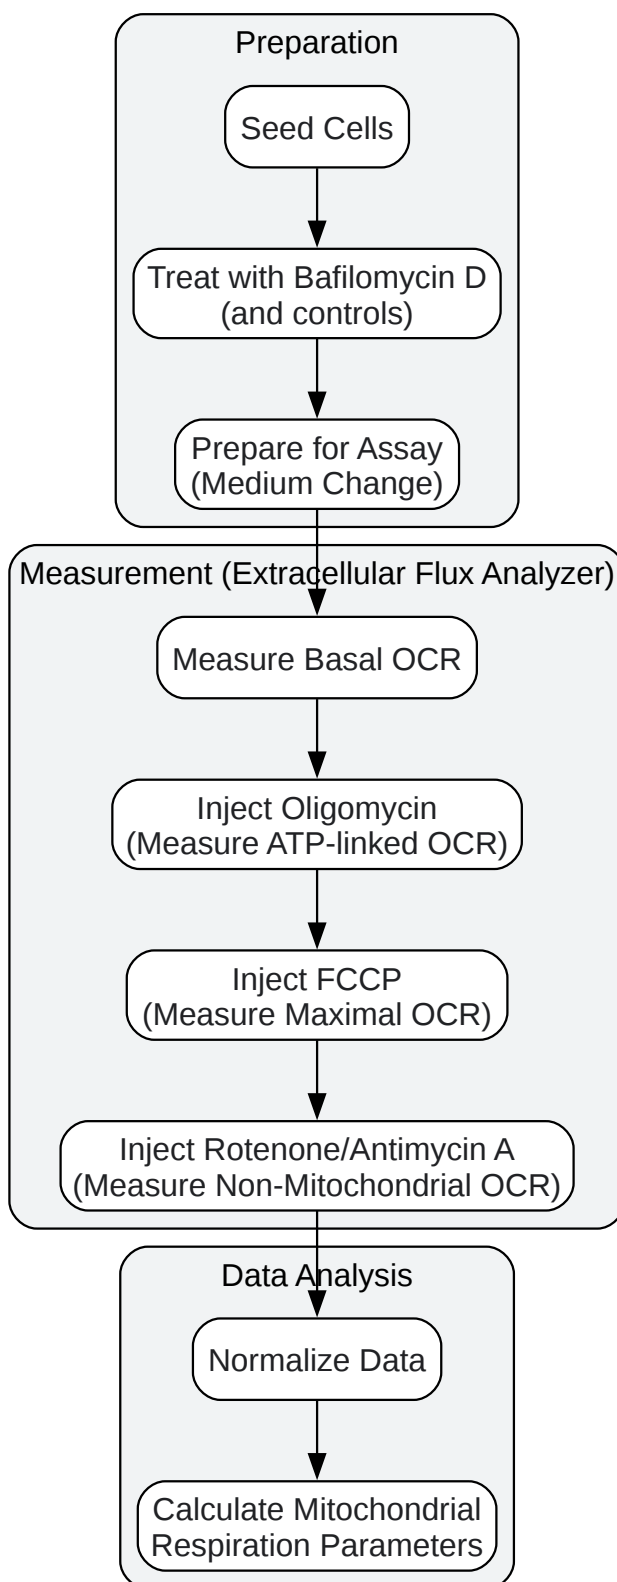 Preparation
Seed Cells
Treat with Bafilomycin D
(and controls)
Prepare for Assay
(Medium Change)
Measurement (Extracellular Flux Analyzer)
Measure Basal OCR
Inject Oligomycin
(Measure ATP-linked OCR)
Inject FCCP
(Measure Maximal OCR)
Inject Rotenone/Antimycin A
(Measure Non-Mitochondrial OCR)
Data Analysis
Normalize Data
Calculate Mitochondrial
Respiration Parameters